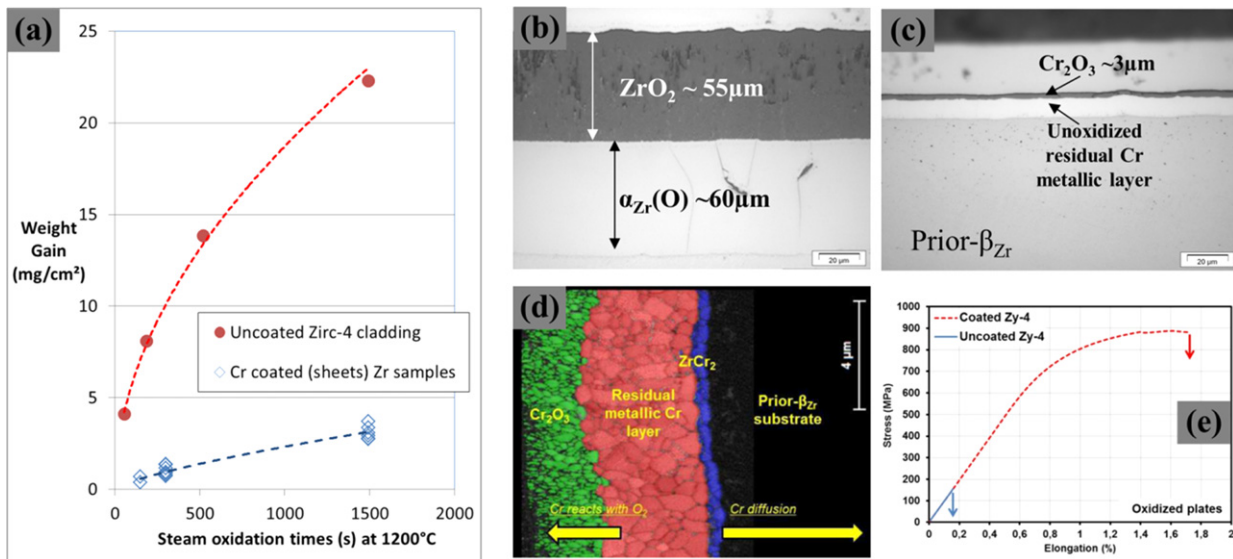 (a)
25
20
15
10
5
0
Weight
Gain
(mg/cm²)
Uncoated Zirc-4 cladding
Cr coated (sheets) Zr samples
0
500
1000
1500
2000
Steam oxidation times (s) at 1200°C
(b)
ZrO₂ ~ 55µm
αZr(O) ~60µm
20 µm
(c)
Cr₂O₃ ~3µm
Unoxidized
residual Cr
metallic layer
Prior-βZr
20 µm
(d)
Cr₂O₃
Residual
metallic Cr
layer
ZrCr₂
Prior-βZr
substrate
4 µm
Cr reacts with O₂
Cr diffusion
(e)
Coated Zy-4
Uncoated Zy-4
Stress (MPa)
1000
900
800
700
600
500
400
300
200
100
0
0
0,2
0,4
0,6
0,8
1
1,2
1,4
1,6
1,8
2
Elongation (%)
Oxidized plates